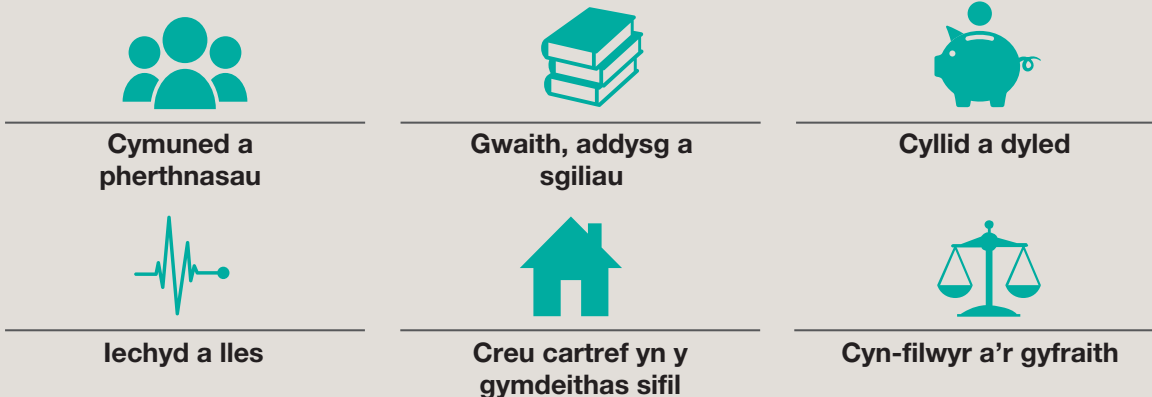 Cymuned a
pherthnasau
Gwaith, addysg a
sgiliau
Cyllid a dyled
Iechyd a lles
Creu cartref yn y
gymdeithas sifil
Cyn-filwyr a’r gyfraith